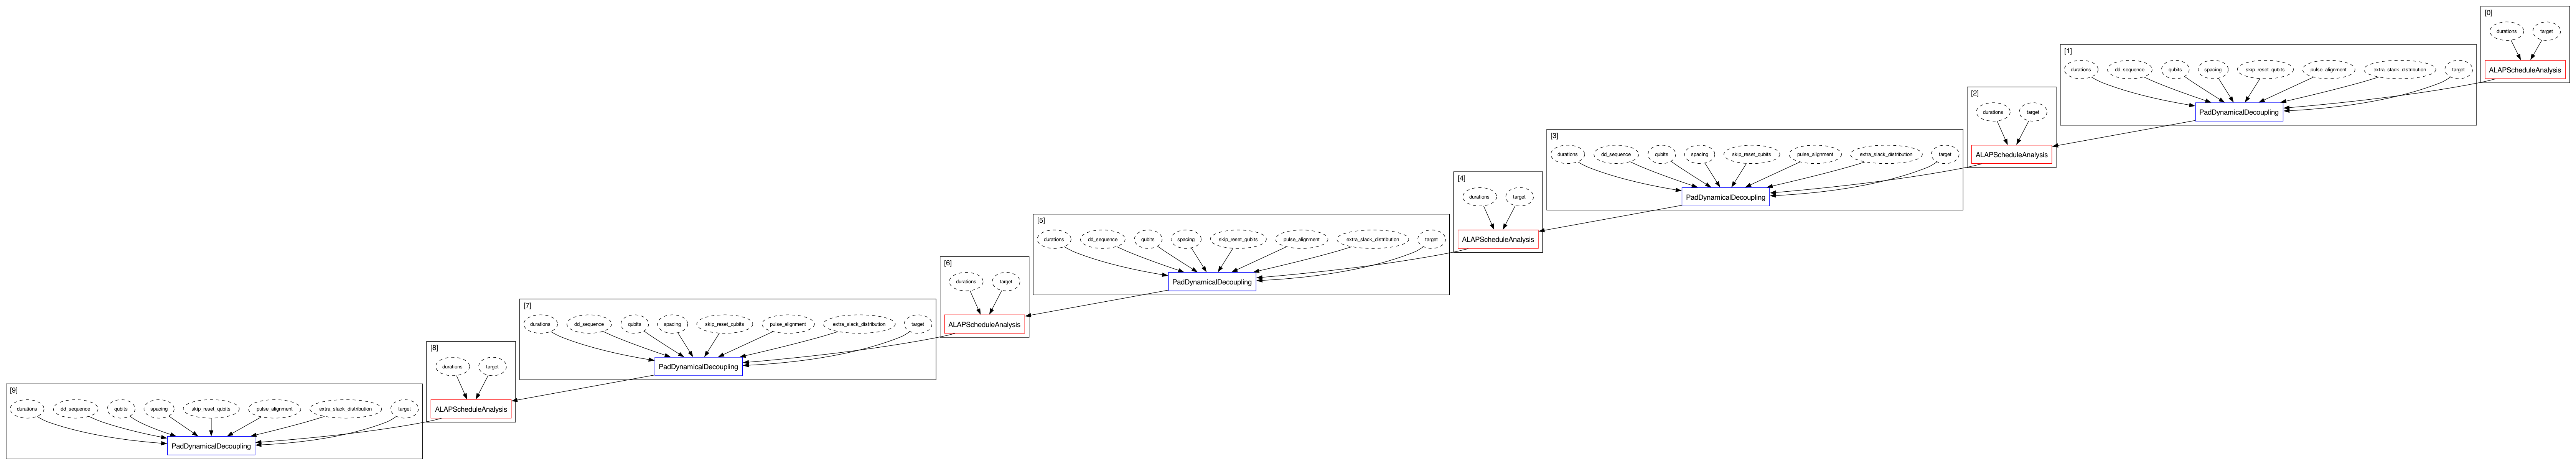 [0]
durations target
ALAPScheduleAnalysis
[1]
durations dd_sequence qubits spacing skip_reset_qubits pulse_alignment extra_slack_distribution target
PadDynamicalDecoupling
[2]
durations target
ALAPScheduleAnalysis
[3]
durations dd_sequence qubits spacing skip_reset_qubits pulse_alignment extra_slack_distribution target
PadDynamicalDecoupling
[4]
durations target
ALAPScheduleAnalysis
[5]
durations dd_sequence qubits spacing skip_reset_qubits pulse_alignment extra_slack_distribution target
PadDynamicalDecoupling
[6]
durations target
ALAPScheduleAnalysis
[7]
durations dd_sequence qubits spacing skip_reset_qubits pulse_alignment extra_slack_distribution target
PadDynamicalDecoupling
[8]
durations target
ALAPScheduleAnalysis
[9]
durations dd_sequence qubits spacing skip_reset_qubits pulse_alignment extra_slack_distribution target
PadDynamicalDecoupling